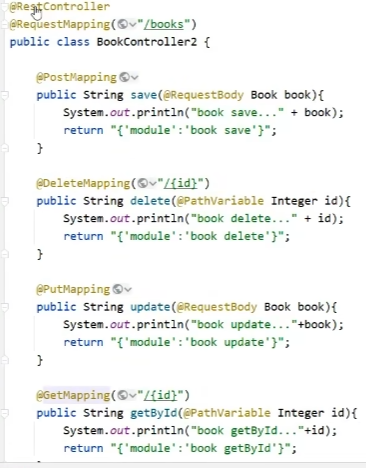 @RestController
@RequestMapping("/books")
public class BookController2 {
@PostMapping
public String save(@RequestBody Book book){
System.out.println("book save..." + book);
return "{'module':'book save'}";
}
@DeleteMapping("/{id}")
public String delete(@PathVariable Integer id){
System.out.println("book delete..." + id);
return "{'module':'book delete'}";
}
@PutMapping
public String update(@RequestBody Book book){
System.out.println("book update..."+book);
return "{'module':'book update'}";
}
@GetMapping("/{id}")
public String getById(@PathVariable Integer id){
System.out.println("book getById..."+id);
return "{'module':'book getById'}";